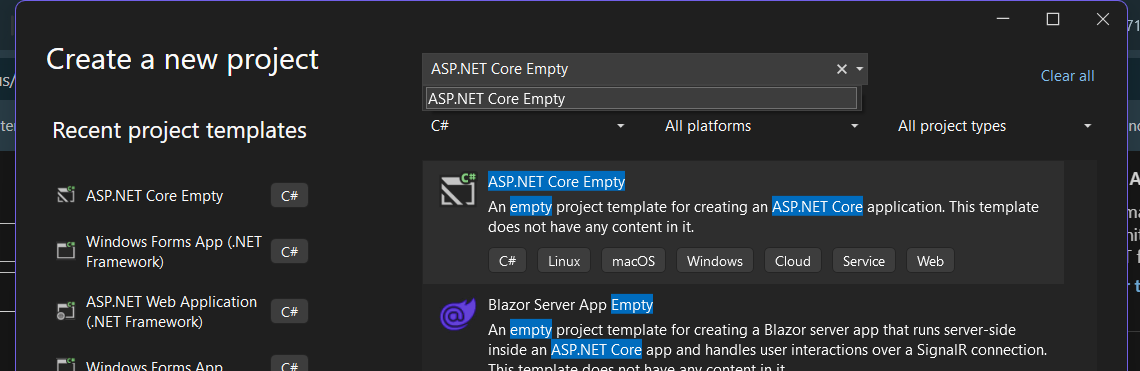 Create a new project
Recent project templates
ASP.NET Core Empty
C#
Windows Forms App (.NET
Framework)
C#
ASP.NET Web Application
(.NET Framework)
C#
Windows Forms App
C#
ASP.NET Core Empty
ASP.NET Core Empty
Clear all
C#
All platforms
All project types
ASP.NET Core Empty
An empty project template for creating an ASP.NET Core application. This template
does not have any content in it.
C#
Linux
macOS
Windows
Cloud
Service
Web
Blazor Server App Empty
An empty project template for creating a Blazor server app that runs server-side
inside an ASP.NET Core app and handles user interactions over a SignalR connection.
This template does not have any content in it.